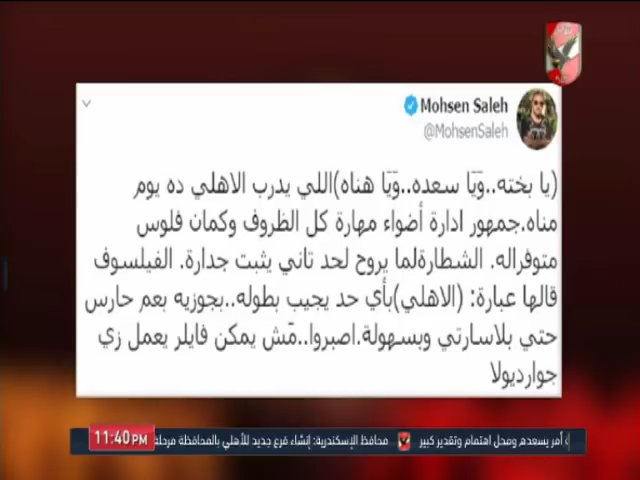 Mohsen Saleh
@MohsenSaleh
(يا بخته..وَيَا سعده..وَيَا هناه)اللي يدرب الاهلي ده يوم
مناه.جمهور ادارة أضواء مهارة كل الظروف وكمان فلوس
متوفراله. الشطارةلما يروح لحد تاني يثبت جدارة. الفيلسوف
قالها عبارة: (الاهلي)بأي حد يجيب بطوله..بجوزيه بعم حارس
حتي بلاسارتي وبسهولة.اصبروا..مّش يمكن فايلر يعمل زي
جوارديولا
11:40 PM
أمر يسعدهم ومحل اهتمام وتقدير كبير
محافظ الإسكندرية: إنشاء فرع جديد للأهلي بالمحافظة مرحلة